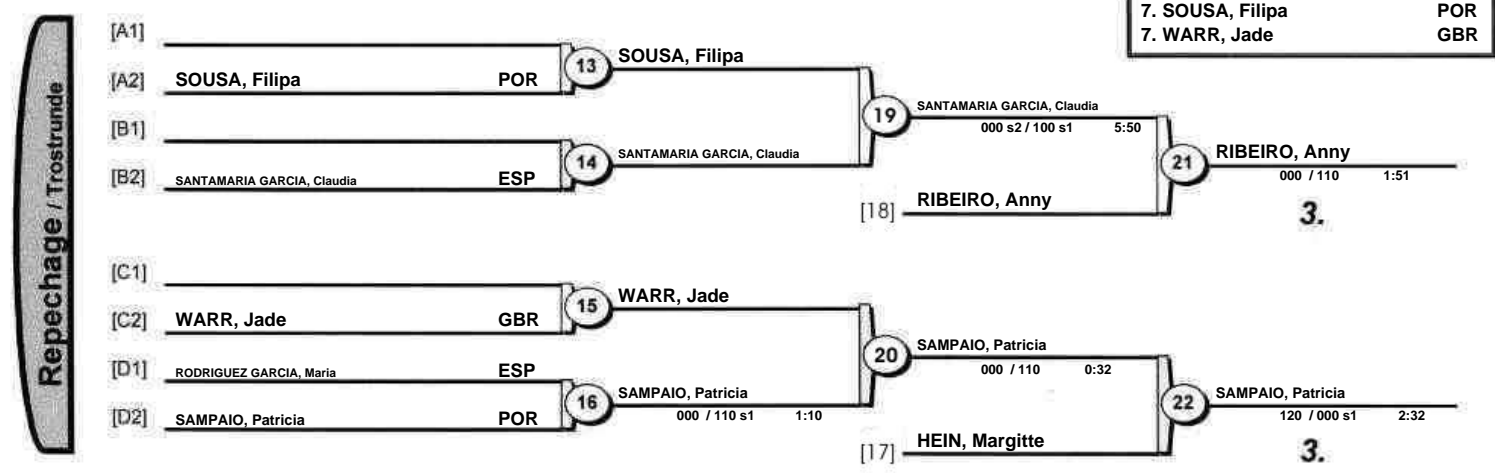 7. SOUSA, Filipa POR
7. WARR, Jade GBR
Repechage / Trostrunde
[A1]
[A2] SOUSA, Filipa POR
13 SOUSA, Filipa
[B1]
[B2] SANTAMARIA GARCIA, Claudia ESP
14 SANTAMARIA GARCIA, Claudia
19 SANTAMARIA GARCIA, Claudia
000 s2 / 100 s1 5:50
[18] RIBEIRO, Anny
21 RIBEIRO, Anny
000 / 110 1:51
3.
[C1]
[C2] WARR, Jade GBR
15 WARR, Jade
[D1] RODRIGUEZ GARCIA, Maria ESP
[D2] SAMPAIO, Patricia POR
16 SAMPAIO, Patricia
000 / 110 s1 1:10
20 SAMPAIO, Patricia
000 / 110 0:32
[17] HEIN, Margitte
22 SAMPAIO, Patricia
120 / 000 s1 2:32
3.